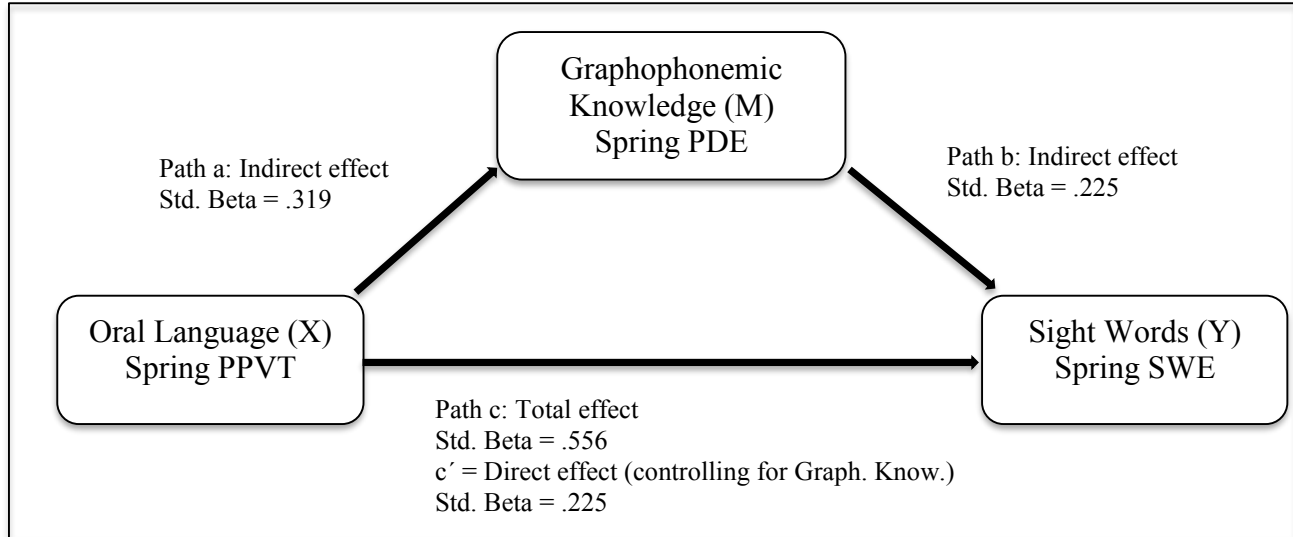 Graphophonemic
Knowledge (M)
Spring PDE
Path a: Indirect effect
Std. Beta = .319
Path b: Indirect effect
Std. Beta = .225
Oral Language (X)
Spring PPVT
Sight Words (Y)
Spring SWE
Path c: Total effect
Std. Beta = .556
c´ = Direct effect (controlling for Graph. Know.)
Std. Beta = .225